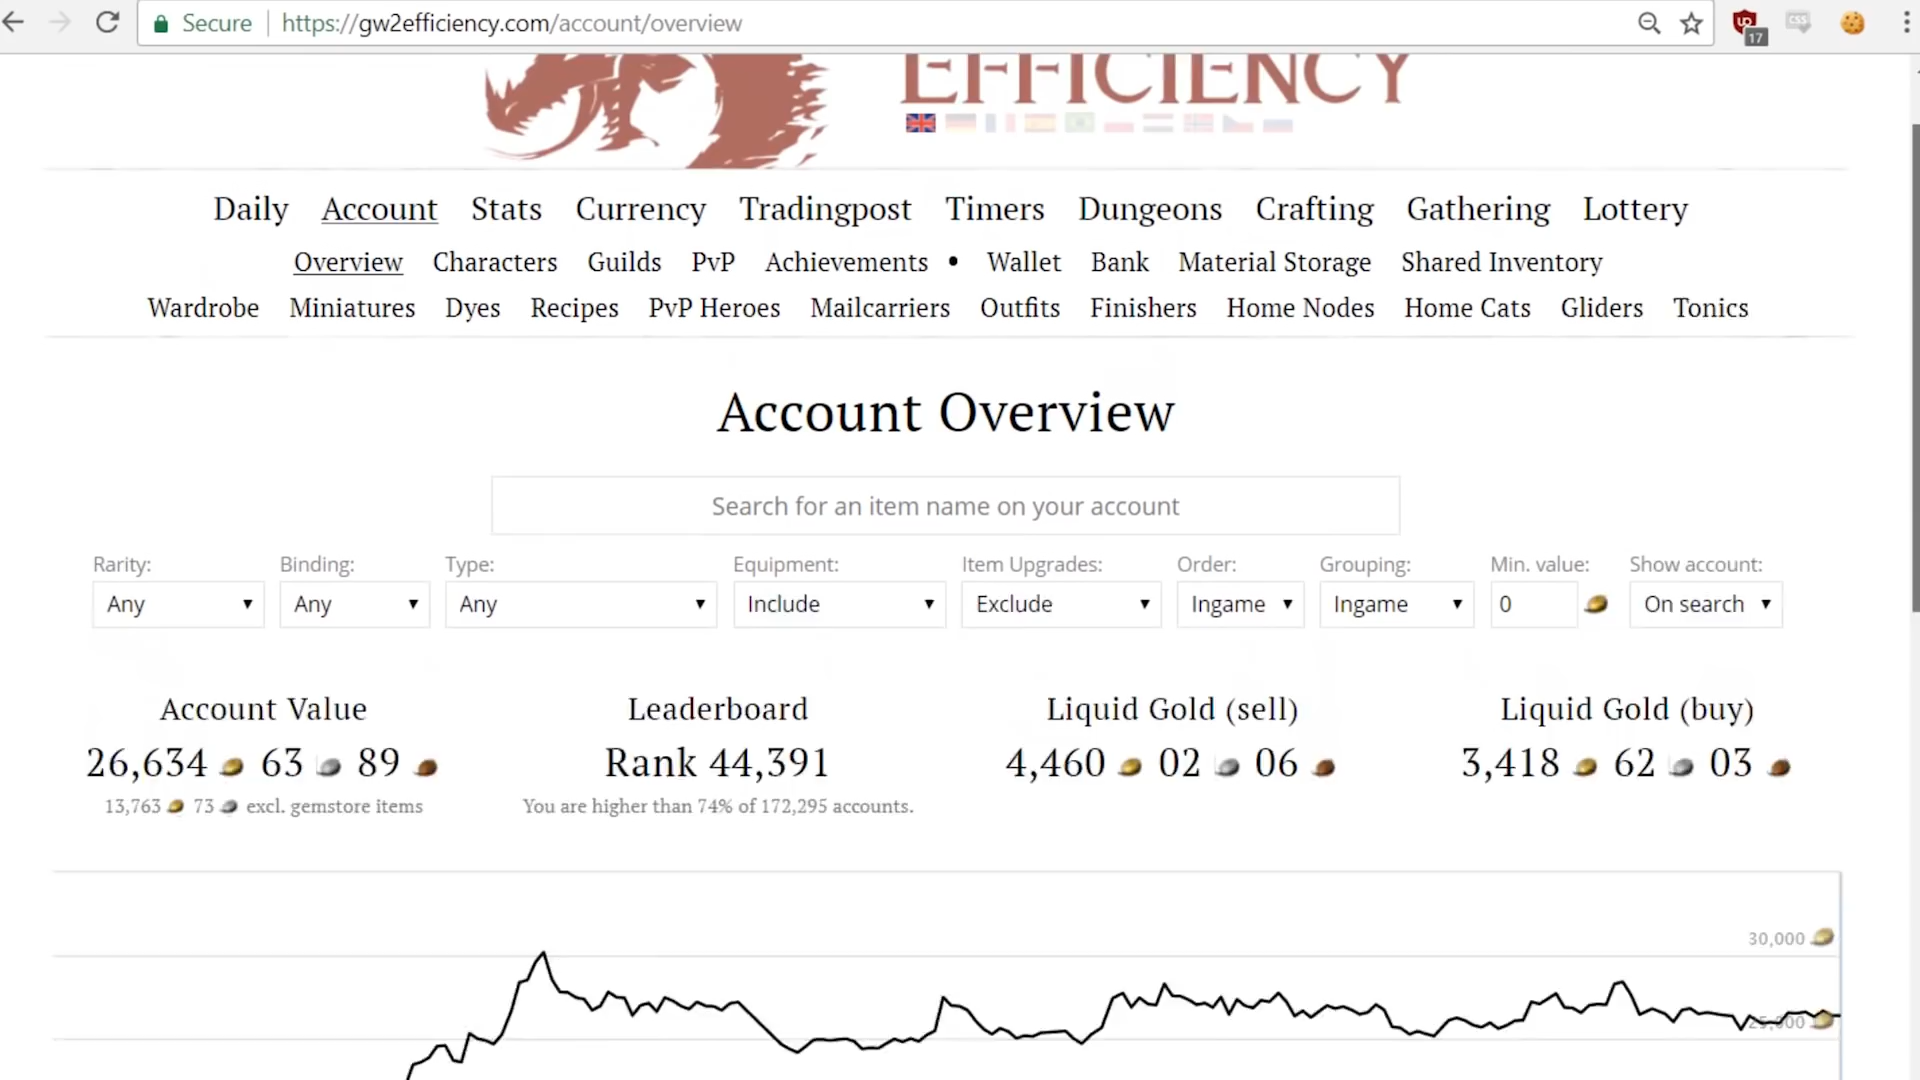 Secure https://gw2efficiency.com/account/overview
UD
17
CSS
EFFICIENCY
Daily Account Stats Currency Tradingpost Timers Dungeons Crafting Gathering Lottery
Overview Characters Guilds PvP Achievements • Wallet Bank Material Storage Shared Inventory
Wardrobe Miniatures Dyes Recipes PvP Heroes Mailcarriers Outfits Finishers Home Nodes Home Cats Gliders Tonics
Account Overview
Search for an item name on your account
Rarity: Binding: Type: Equipment: Item Upgrades: Order: Grouping: Min. value: Show account:
Any Any Any Include Exclude Ingame Ingame 0 On search
Account Value Leaderboard Liquid Gold (sell) Liquid Gold (buy)
26,634 63 89 Rank 44,391 4,460 02 06 3,418 62 03
13,763 73 excl. gemstore items You are higher than 74% of 172,295 accounts.
30,000
25,000